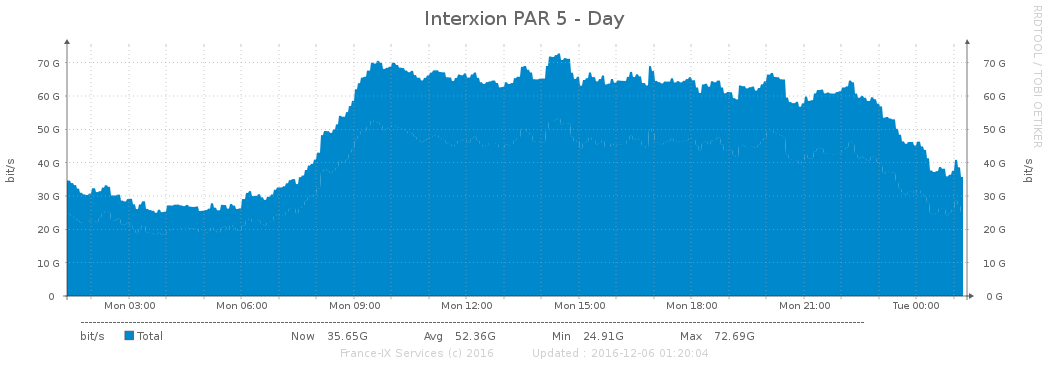 Interxion PAR 5 - Day
RRDTOOL / TOBI OETIKER
bit/s
bit/s
70 G
60 G
50 G
40 G
30 G
20 G
10 G
0
70 G
60 G
50 G
40 G
30 G
20 G
10 G
0 G
Mon 03:00 Mon 06:00 Mon 09:00 Mon 12:00 Mon 15:00 Mon 18:00 Mon 21:00 Tue 00:00
bit/s Total Now 35.65G Avg 52.36G Min 24.91G Max 72.69G
France-IX Services (c) 2016 Updated : 2016-12-06 01:20:04